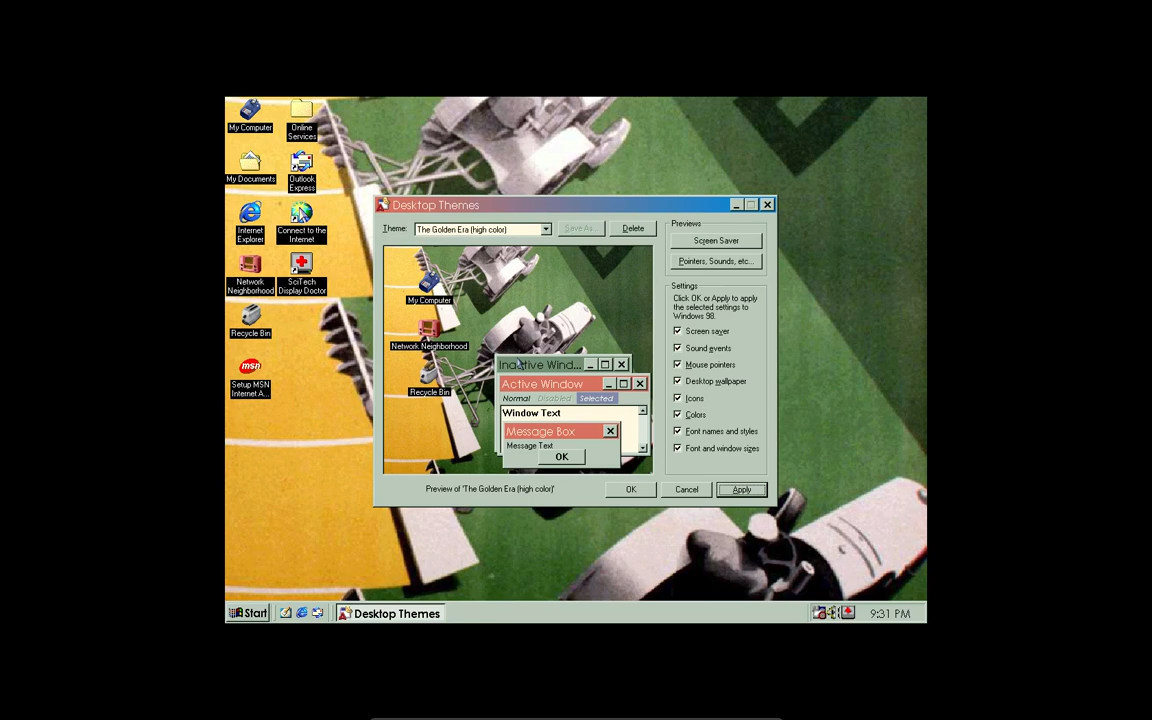 My Computer
Online
Services
My Documents
Outlook
Express
Internet
Explorer
Connect to the
Internet
Network
Neighborhood
SciTech
Display Doctor
Recycle Bin
msn
Setup MSN
Internet A...
Desktop Themes
Theme:
The Golden Era (high color)
Save As...
Delete
My Computer
Network Neighborhood
Recycle Bin
Inactive Wind...
Active Window
Normal Disabled Selected
Window Text
Message Box
Message Text
OK
Preview of 'The Golden Era (high color)'
Previews
Screen Saver
Pointers, Sounds, etc...
Settings
Click OK or Apply to apply
the selected settings to
Windows 98.
Screen saver
Sound events
Mouse pointers
Desktop wallpaper
Icons
Colors
Font names and styles
Font and window sizes
OK
Cancel
Apply
Start
Desktop Themes
9:31 PM